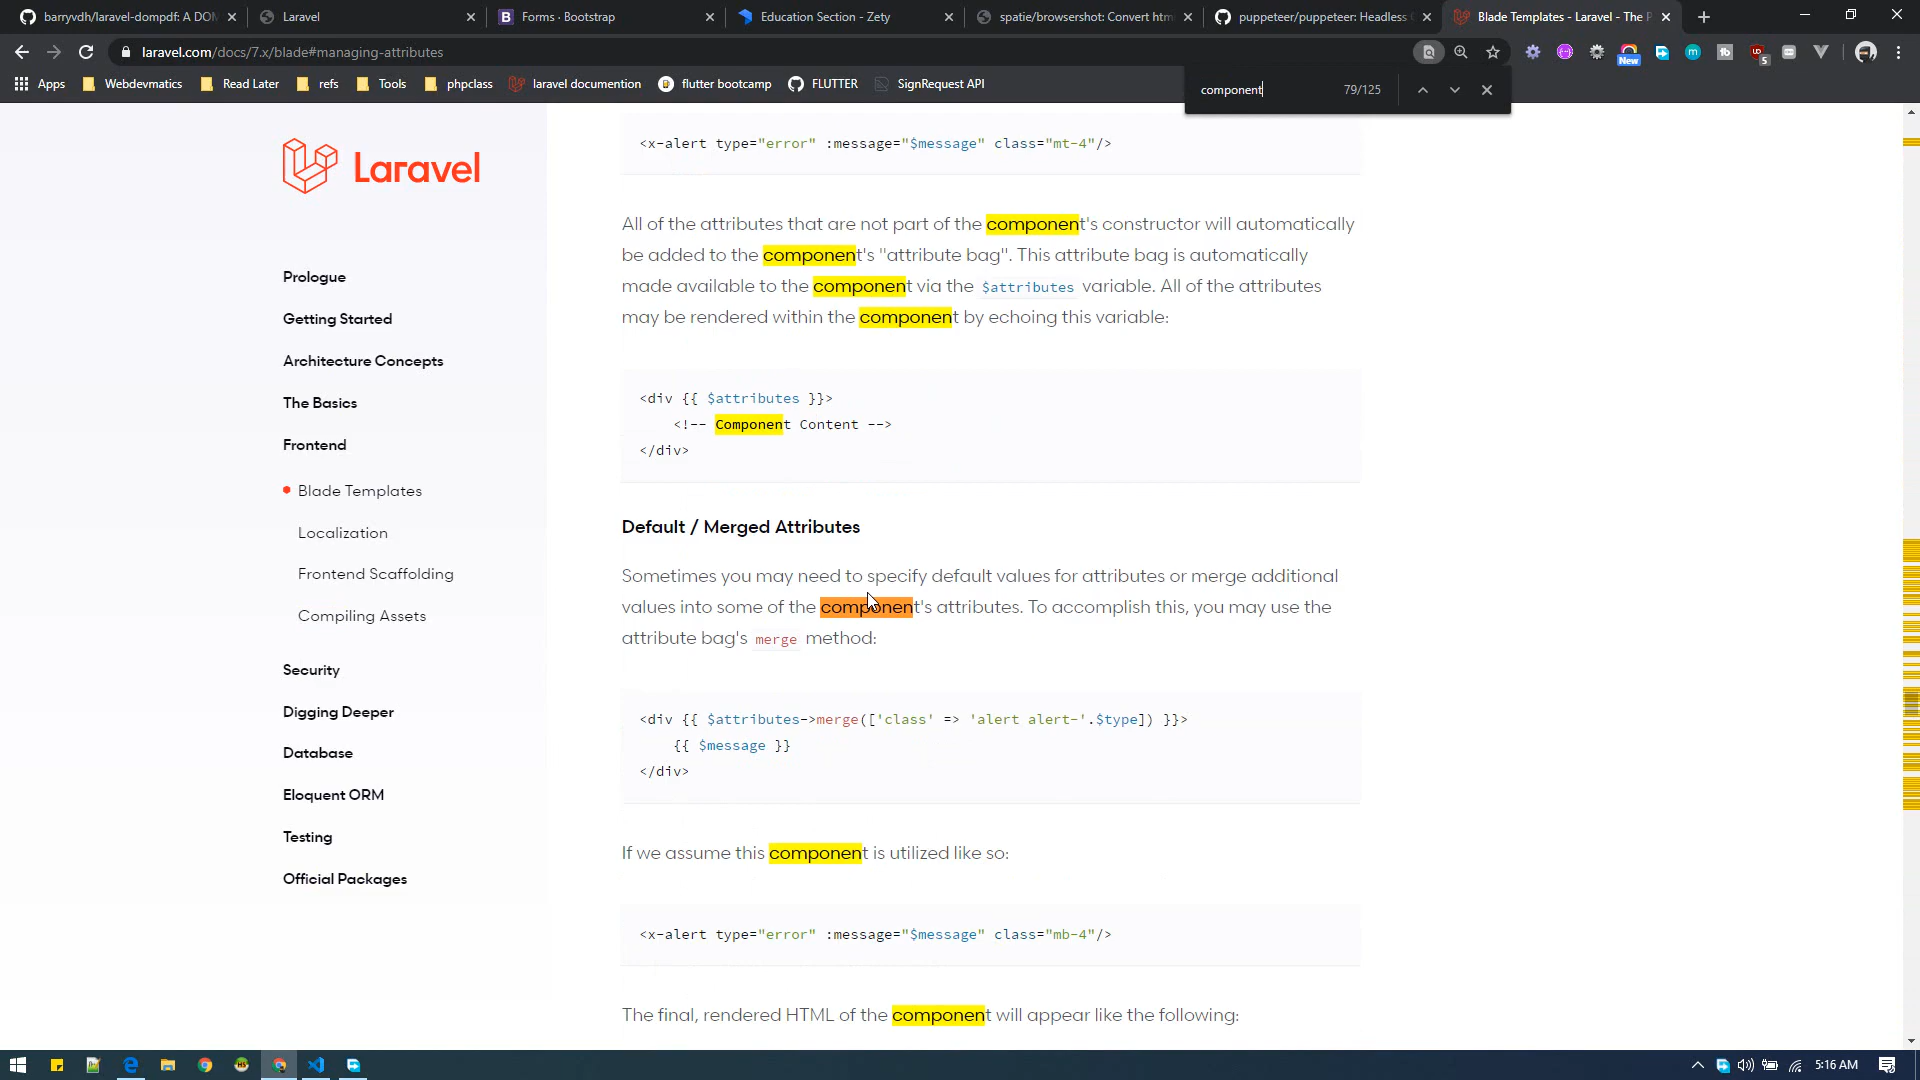 barryvdh/laravel-dompdf: A DOM
Laravel
Forms · Bootstrap
Education Section - Zety
spatie/browsershot: Convert htm
puppeteer/puppeteer: Headless C
Blade Templates - Laravel - The P
laravel.com/docs/7.x/blade#managing-attributes
New
5
Apps
Webdevmatics
Read Later
refs
Tools
phpclass
laravel documention
flutter bootcamp
FLUTTER
SignRequest API
component
79/125
Laravel
Prologue
Getting Started
Architecture Concepts
The Basics
Frontend
Blade Templates
Localization
Frontend Scaffolding
Compiling Assets
Security
Digging Deeper
Database
Eloquent ORM
Testing
Official Packages
<x-alert type="error" :message="$message" class="mt-4"/>
All of the attributes that are not part of the component's constructor will automatically
be added to the component's "attribute bag". This attribute bag is automatically
made available to the component via the $attributes variable. All of the attributes
may be rendered within the component by echoing this variable:
<div {{ $attributes }}>
<!-- Component Content -->
</div>
Default / Merged Attributes
Sometimes you may need to specify default values for attributes or merge additional
values into some of the component's attributes. To accomplish this, you may use the
attribute bag's merge method:
<div {{ $attributes->merge(['class' => 'alert alert-'.$type]) }}>
{{ $message }}
</div>
If we assume this component is utilized like so:
<x-alert type="error" :message="$message" class="mb-4"/>
The final, rendered HTML of the component will appear like the following:
5:16 AM